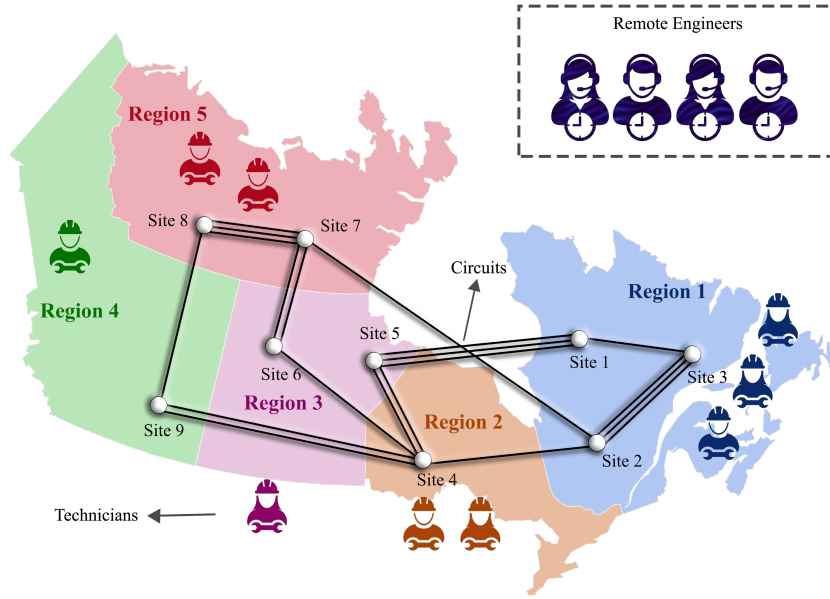 Remote Engineers
Region 5
Site 8
Site 7
Circuits
Region 1
Region 4
Site 5
Site 1
Site 3
Site 6
Region 3
Region 2
Site 9
Site 2
Site 4
Technicians